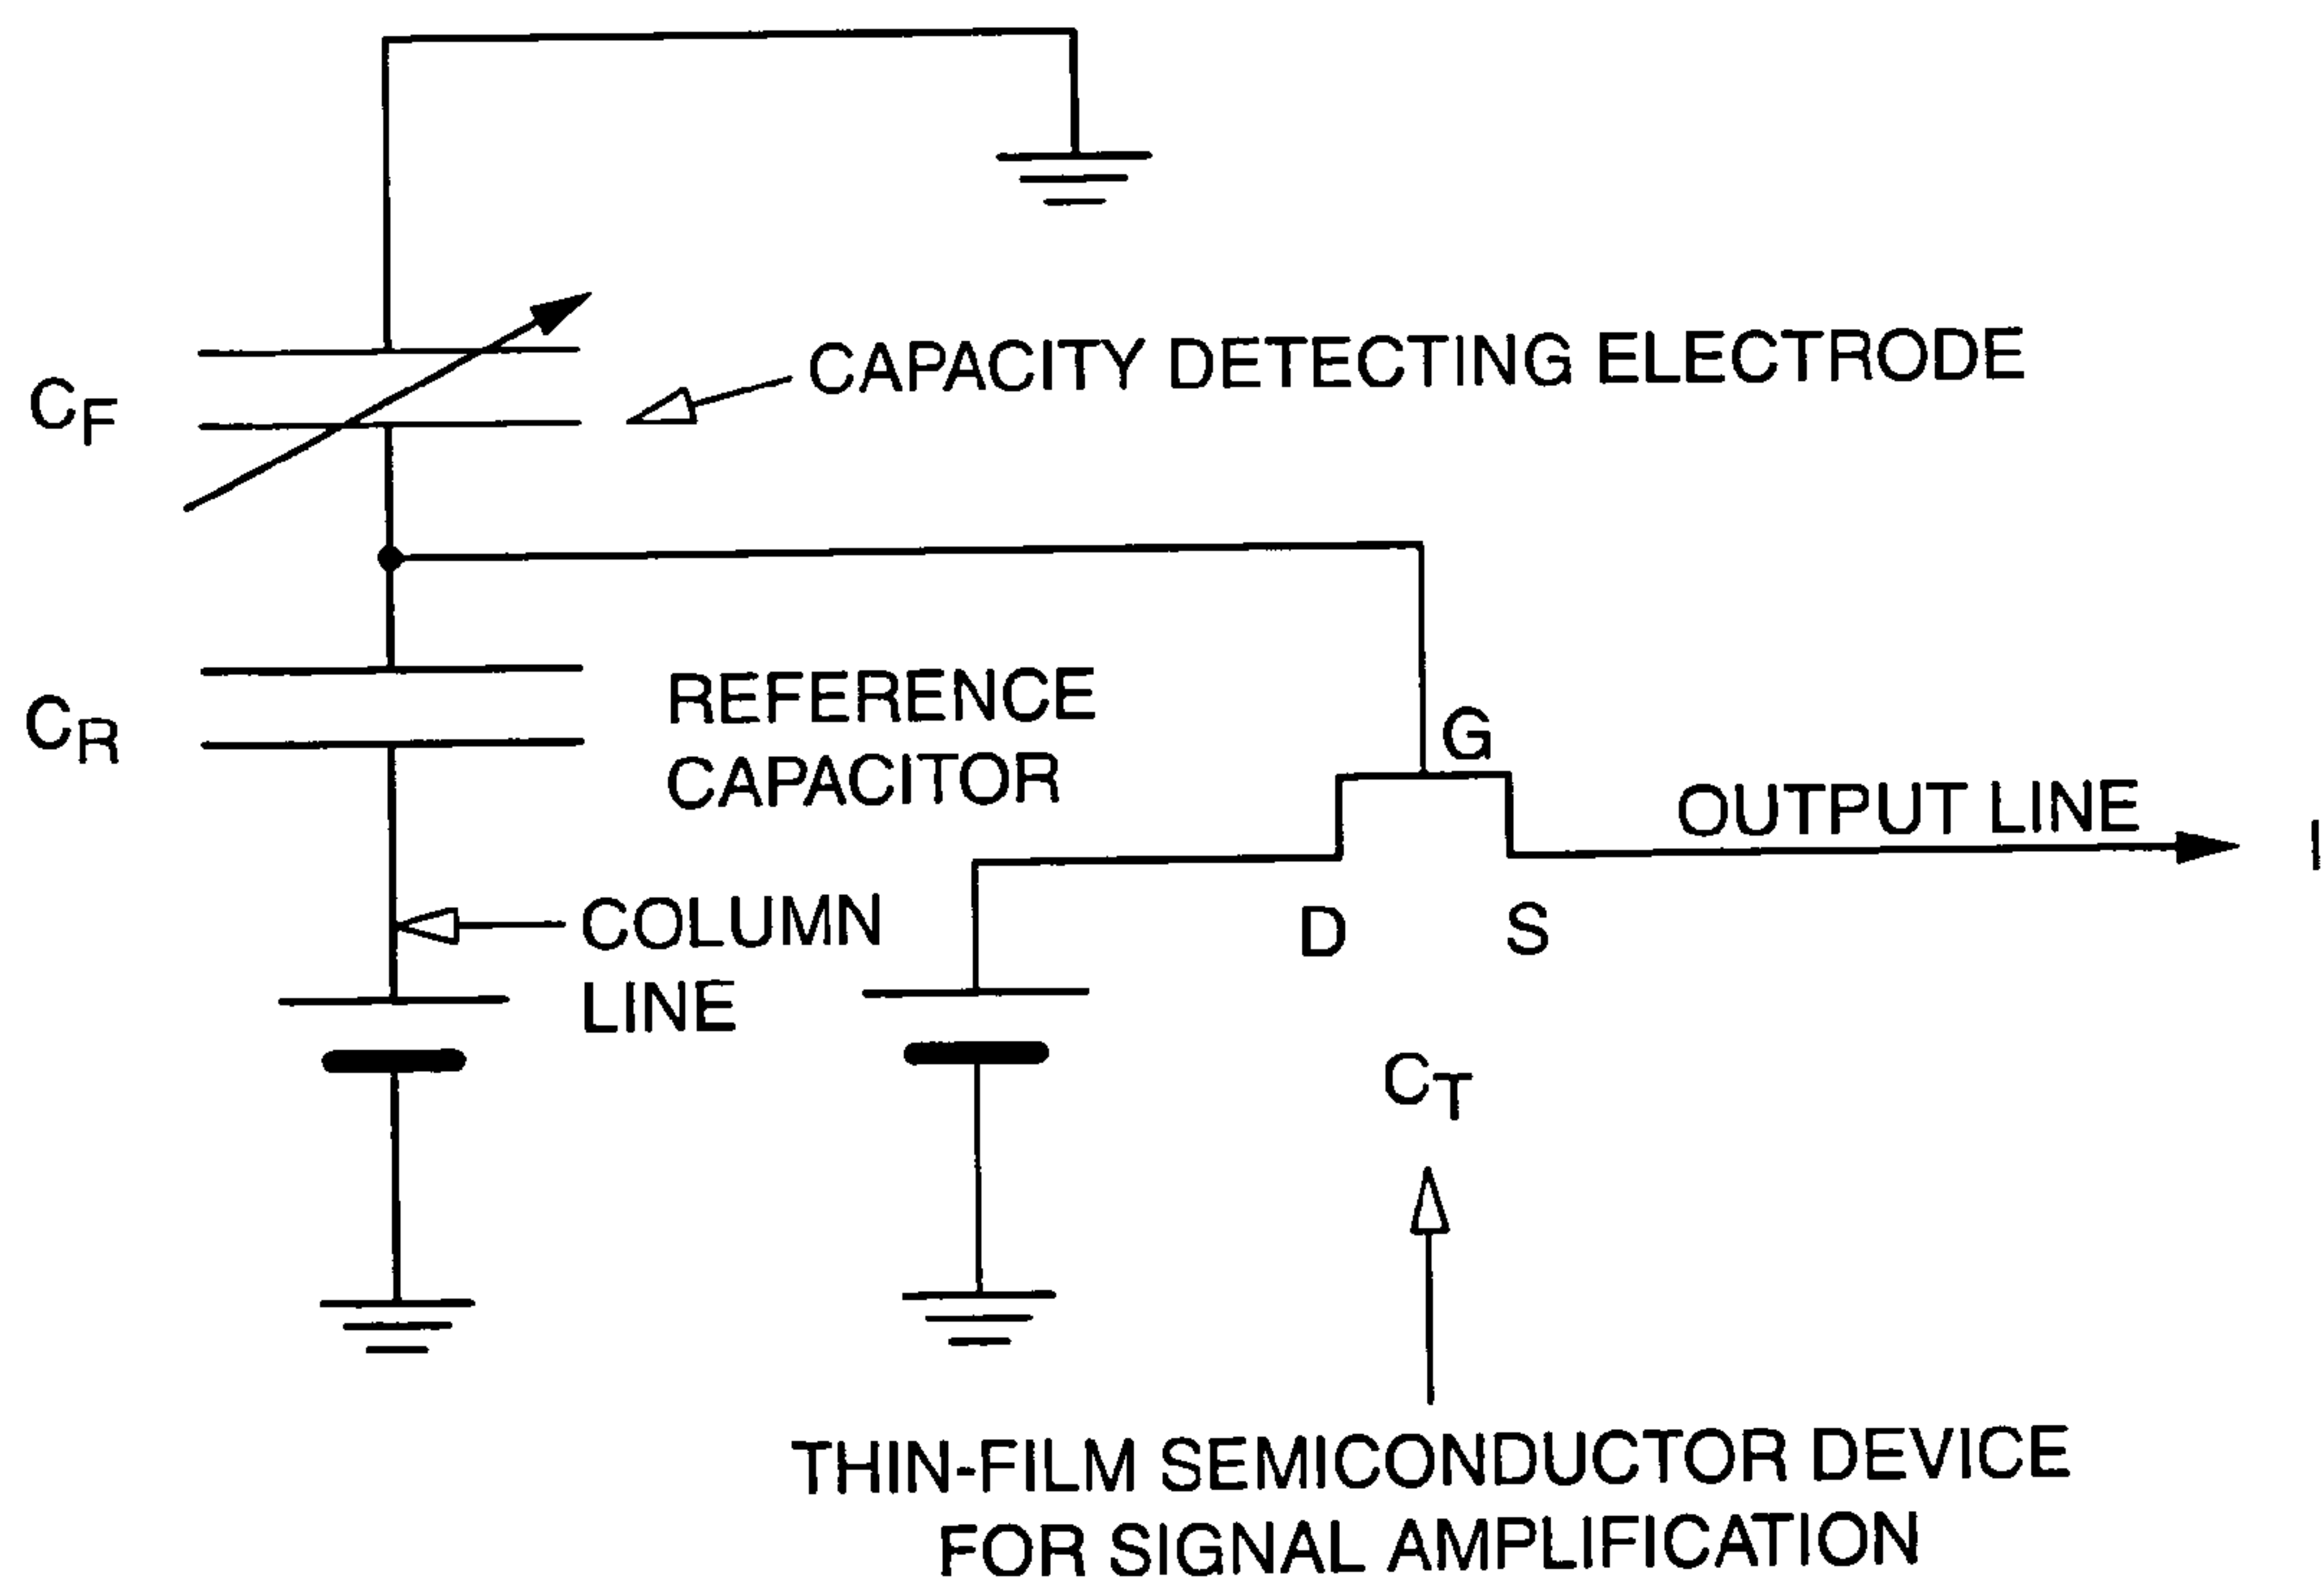 CF
CAPACITY DETECTING ELECTRODE
CR
REFERENCE
CAPACITOR
G
OUTPUT LINE
I
COLUMN
LINE
D
S
CT
THIN-FILM SEMICONDUCTOR DEVICE
FOR SIGNAL AMPLIFICATION